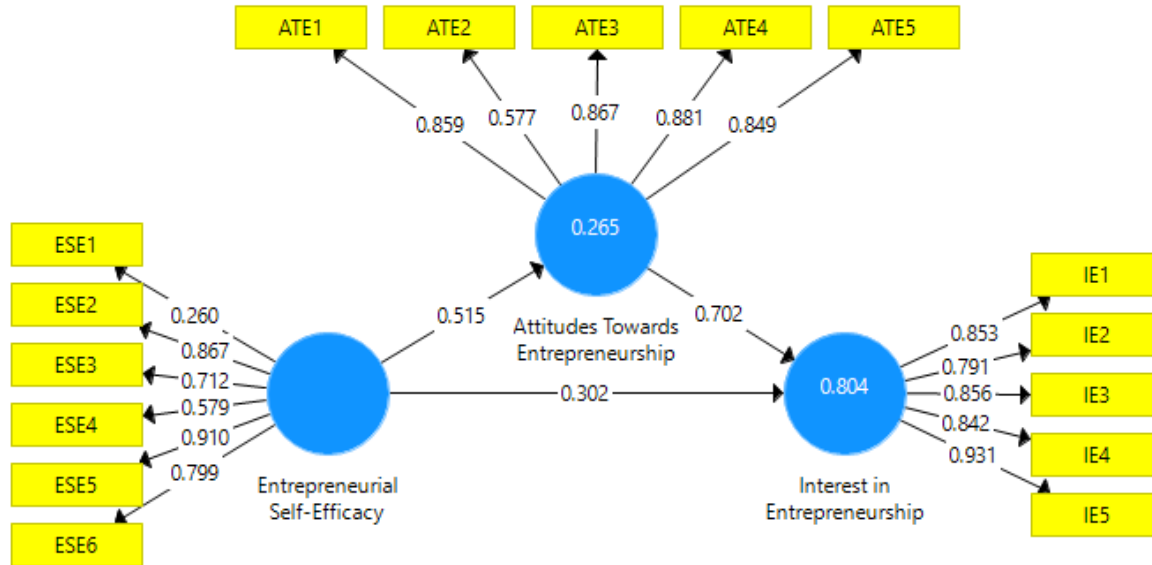 ATE1 ATE2 ATE3 ATE4 ATE5
0.859 0.577 0.867 0.881 0.849
0.265
Attitudes Towards
Entrepreneurship
ESE1
ESE2
ESE3
ESE4
ESE5
ESE6
0.260
0.867
0.712
0.579
0.910
0.799
0.515
0.702
0.302
Entrepreneurial
Self-Efficacy
0.804
Interest in
Entrepreneurship
0.853
0.791
0.856
0.842
0.931
IE1
IE2
IE3
IE4
IE5